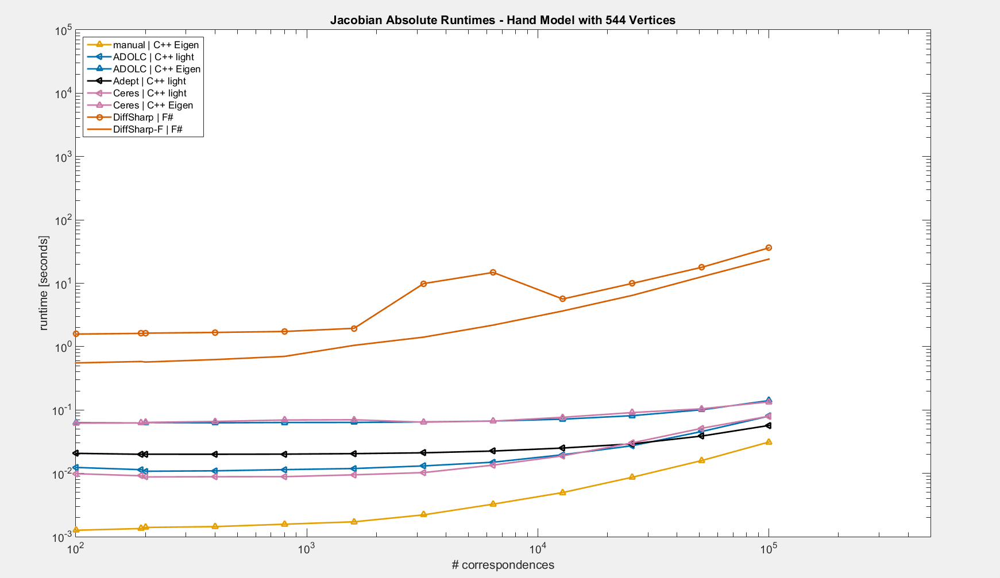 Jacobian Absolute Runtimes - Hand Model with 544 Vertices
10^5
10^4
10^3
10^2
10^1
10^0
10^-1
10^-2
10^-3
runtime [seconds]
manual | C++ Eigen
ADOLC | C++ light
ADOLC | C++ Eigen
Adept | C++ light
Ceres | C++ light
Ceres | C++ Eigen
DiffSharp | F#
DiffSharp-F | F#
10^2 10^3 10^4 10^5
# correspondences